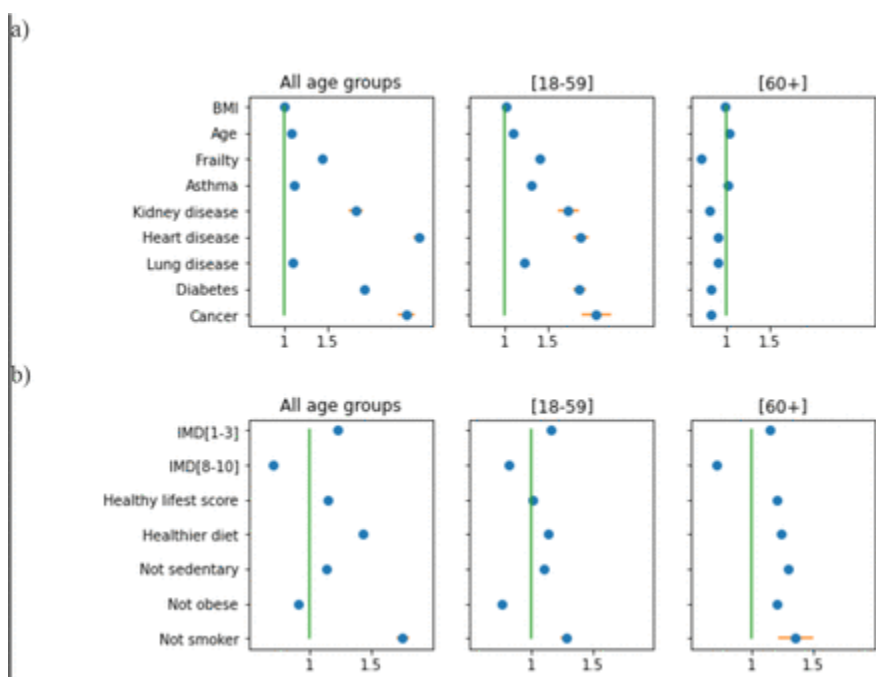 a)
All age groups [18-59] [60+]
BMI
Age
Frailty
Asthma
Kidney disease
Heart disease
Lung disease
Diabetes
Cancer
1 1.5 1 1.5 1 1.5
b)
All age groups [18-59] [60+]
IMD[1-3]
IMD[8-10]
Healthy lifest score
Healthier diet
Not sedentary
Not obese
Not smoker
1 1.5 1 1.5 1 1.5